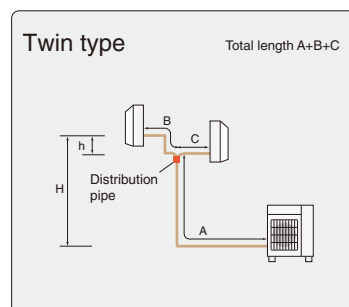 Twin type
Total length A+B+C
B
C
h
H
Distribution
pipe
A